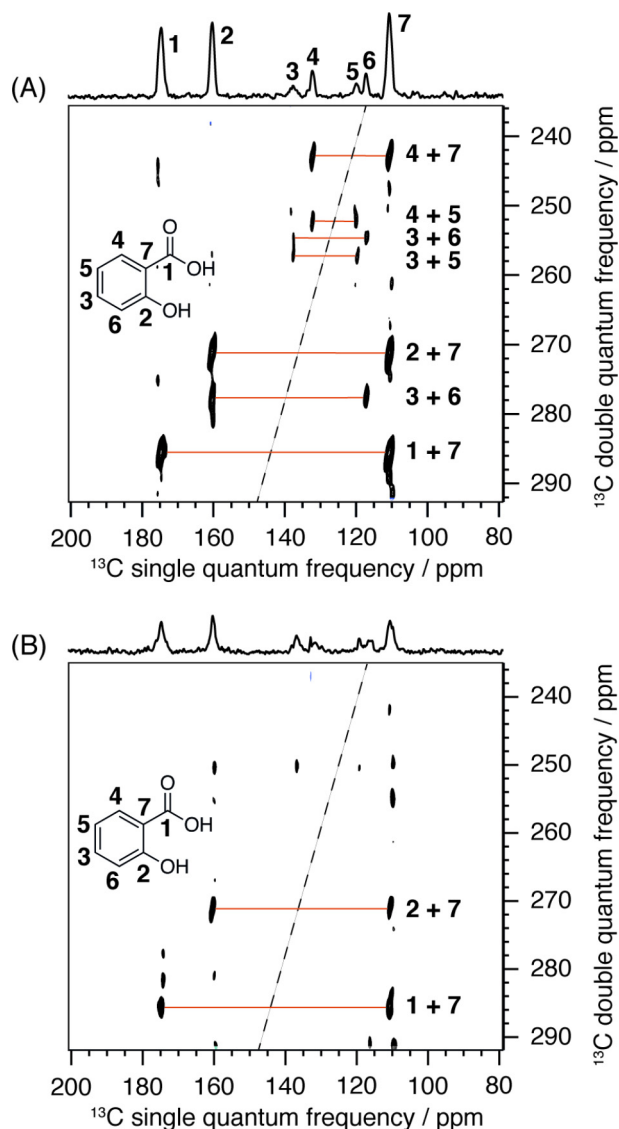 1 2 3 4 5 6 7
(A)
240
4 + 7
250
4 + 5
3 + 6
3 + 5
260
270
2 + 7
3 + 6
280
1 + 7
290
4 7 O
5 1 OH
3 OH
6 2
200 180 160 140 120 100 80
13C single quantum frequency / ppm
13C double quantum frequency / ppm
(B)
240
250
260
270
2 + 7
280
1 + 7
290
4 7 O
5 1 OH
3 OH
6 2
200 180 160 140 120 100 80
13C single quantum frequency / ppm
13C double quantum frequency / ppm